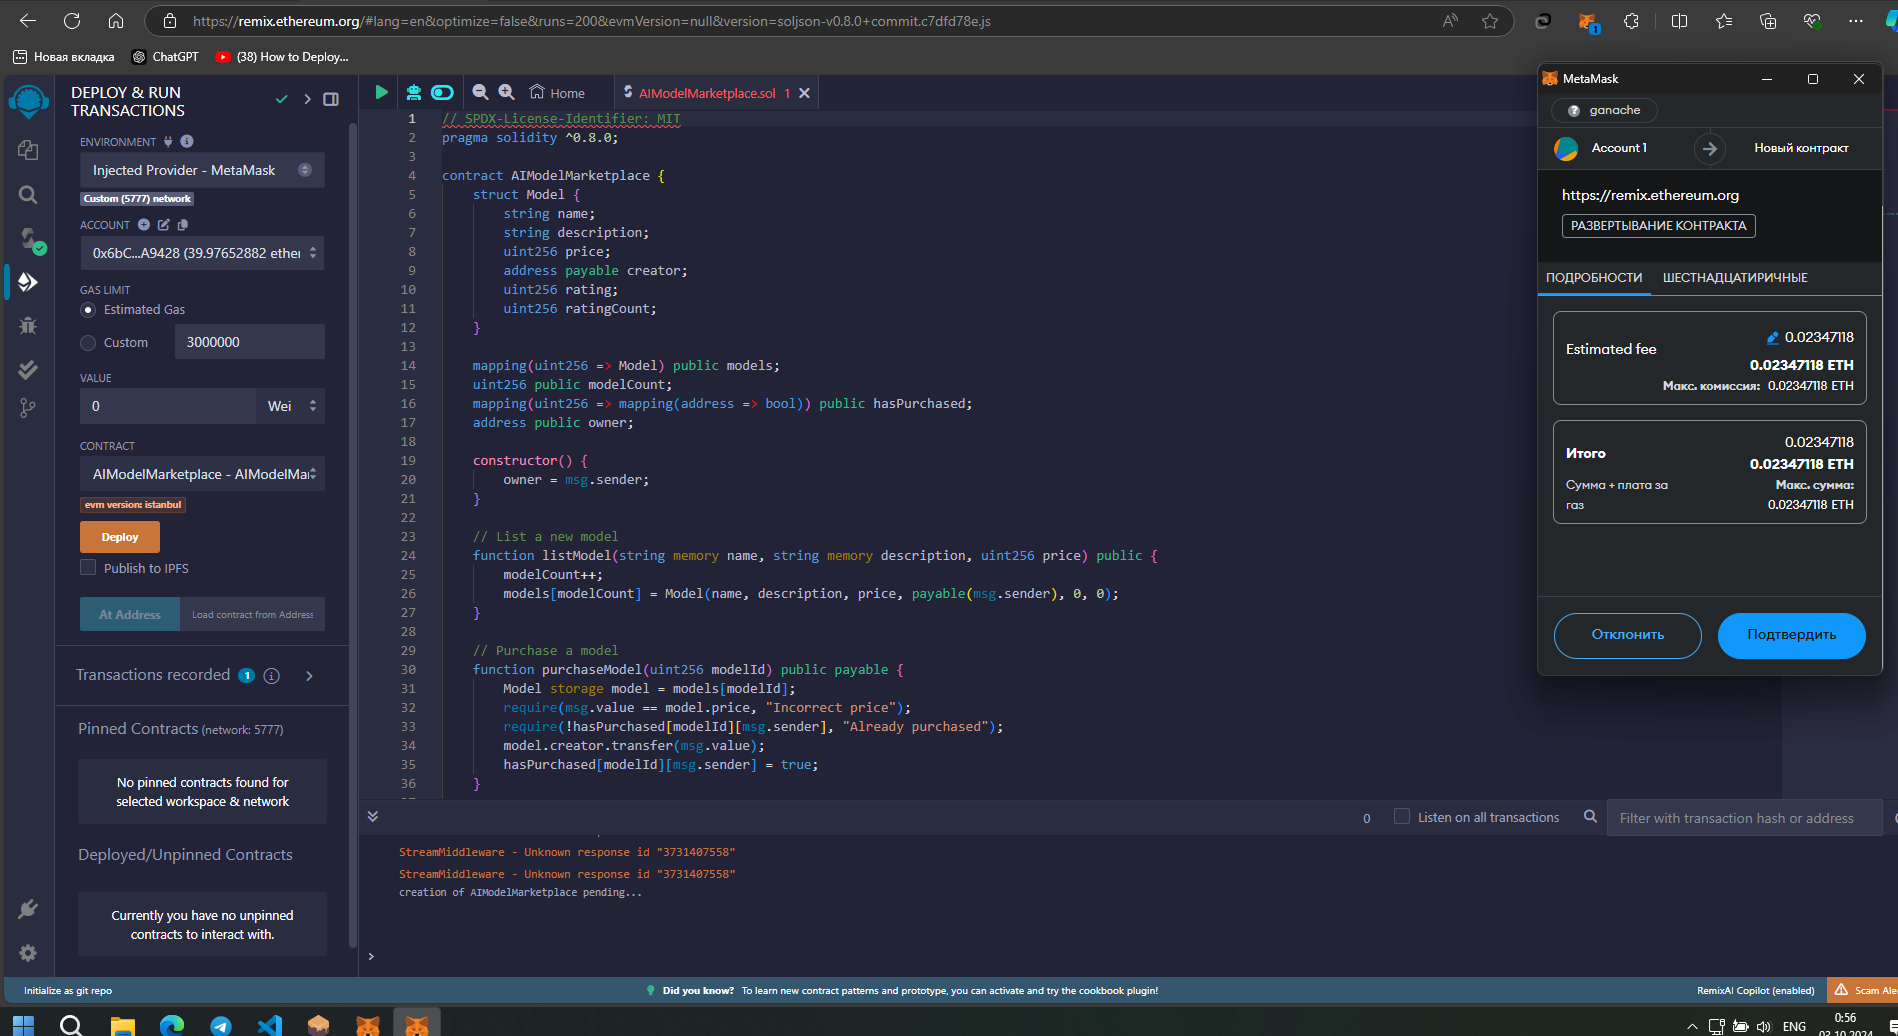 https://remix.ethereum.org/#lang=en&optimize=false&runs=200&evmVersion=null&version=soljson-v0.8.0+commit.c7dfd78e.js
Новая вкладка
ChatGPT
(38) How to Deploy...
DEPLOY & RUN
TRANSACTIONS
ENVIRONMENT
Injected Provider - MetaMask
Custom (5777) network
ACCOUNT
0x6bC...A9428 (39.97652882 ether
GAS LIMIT
Estimated Gas
Custom
3000000
VALUE
0
Wei
CONTRACT
AIModelMarketplace - AIModelMar
evm version: istanbul
Deploy
Publish to IPFS
At Address
Load contract from Address
Transactions recorded 1
Pinned Contracts (network: 5777)
No pinned contracts found for
selected workspace & network
Deployed/Unpinned Contracts
Currently you have no unpinned
contracts to interact with.
Home
AIModelMarketplace.sol 1
1 // SPDX-License-Identifier: MIT
2 pragma solidity ^0.8.0;
3
4 contract AIModelMarketplace {
5 struct Model {
6 string name;
7 string description;
8 uint256 price;
9 address payable creator;
10 uint256 rating;
11 uint256 ratingCount;
12 }
13
14 mapping(uint256 => Model) public models;
15 uint256 public modelCount;
16 mapping(uint256 => mapping(address => bool)) public hasPurchased;
17 address public owner;
18
19 constructor() {
20 owner = msg.sender;
21 }
22
23 // List a new model
24 function listModel(string memory name, string memory description, uint256 price) public {
25 modelCount++;
26 models[modelCount] = Model(name, description, price, payable(msg.sender), 0, 0);
27 }
28
29 // Purchase a model
30 function purchaseModel(uint256 modelId) public payable {
31 Model storage model = models[modelId];
32 require(msg.value == model.price, "Incorrect price");
33 require(!hasPurchased[modelId][msg.sender], "Already purchased");
34 model.creator.transfer(msg.value);
35 hasPurchased[modelId][msg.sender] = true;
36 }
0
Listen on all transactions
Filter with transaction hash or address
StreamMiddleware - Unknown response id "3731407558"
StreamMiddleware - Unknown response id "3731407558"
creation of AIModelMarketplace pending...
>
MetaMask
1
ganache
Account 1
Новый контракт
https://remix.ethereum.org
РАЗВЕРТЫВАНИЕ КОНТРАКТА
ПОДРОБНОСТИ
ШЕСТНАДЦАТИРИЧНЫЕ
Estimated fee
0.02347118
0.02347118 ETH
Макс. комиссия: 0.02347118 ETH
Итого
0.02347118
0.02347118 ETH
Сумма + плата за
газ
Макс. сумма:
0.02347118 ETH
Отклонить
Подтвердить
Initialize as git repo
Did you know? To learn new contract patterns and prototype, you can activate and try the cookbook plugin!
RemixAI Copilot (enabled)
Scam Ale
ENG
0:56
03.10.2024